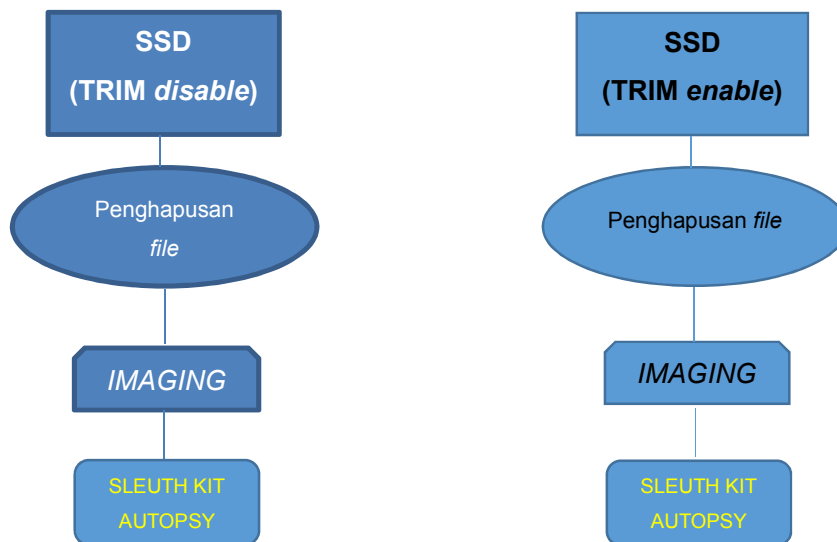 SSD
(TRIM disable)
Penghapusan
file
IMAGING
SLEUTH KIT
AUTOPSY
SSD
(TRIM enable)
Penghapusan file
IMAGING
SLEUTH KIT
AUTOPSY